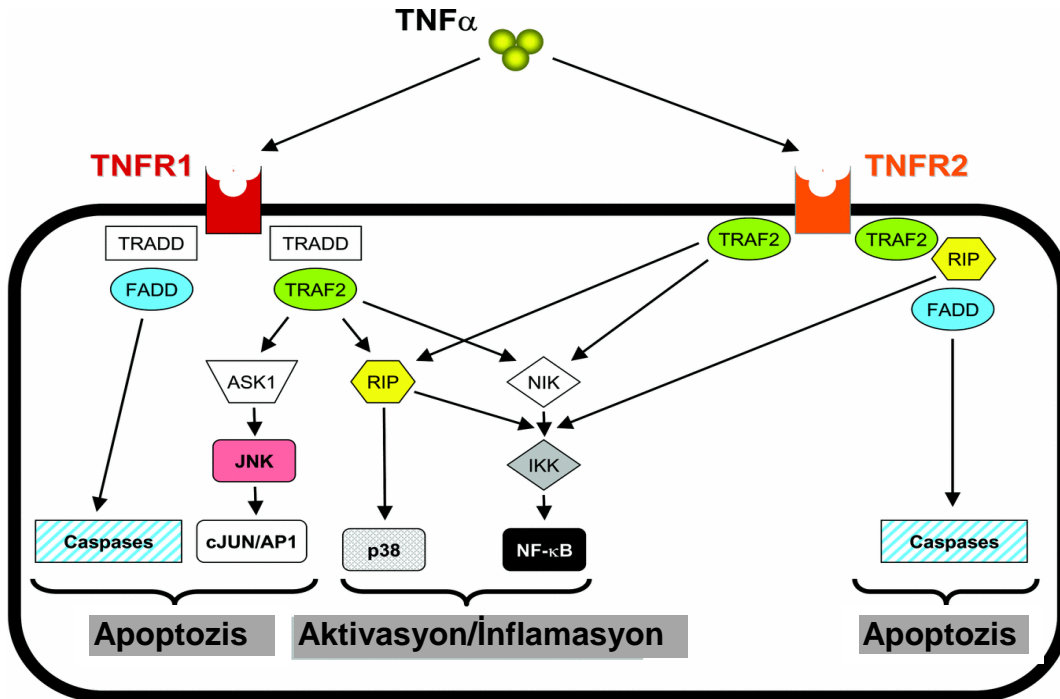 TNFα
TNFR1
TNFR2
TRADD
TRADD
TRAF2
TRAF2
FADD
TRAF2
RIP
FADD
ASK1
RIP
NIK
JNK
IKK
Caspases
cJUN/AP1
p38
NF-κB
Caspases
Apoptozis
Aktivasyon/İnflamasyon
Apoptozis